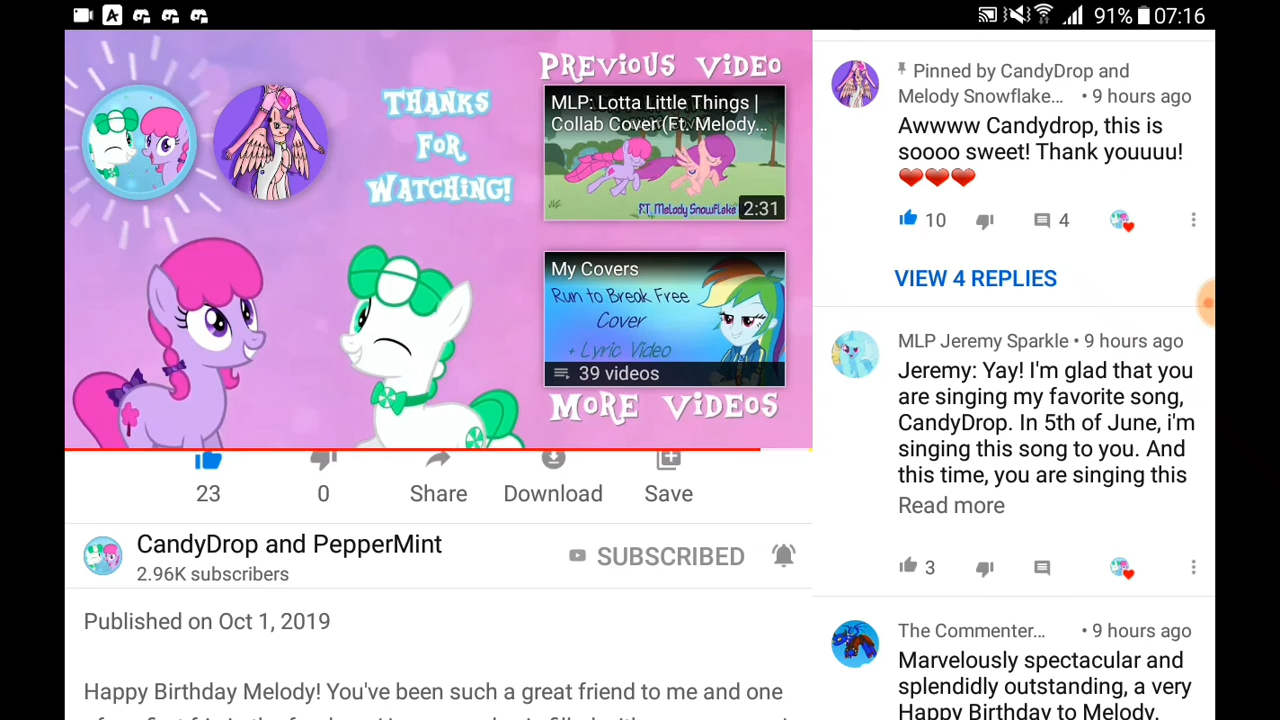 91% 07:16
PREVIOUS VIDEO
MLP: Lotta Little Things |
Collab Cover (Ft. Melody...
FT. Melody Snowflake
2:31
THANKS
FOR
WATCHING!
My Covers
Run to Break Free
Cover
+ Lyric Video
39 videos
MORE VIDEOS
23 0 Share Download Save
CandyDrop and PepperMint
2.96K subscribers
SUBSCRIBED
Published on Oct 1, 2019
Happy Birthday Melody! You've been such a great friend to me and one
Pinned by CandyDrop and
Melody Snowflake... • 9 hours ago
Awwww Candydrop, this is
soooo sweet! Thank youuuu!
❤❤❤
10 4
VIEW 4 REPLIES
MLP Jeremy Sparkle • 9 hours ago
Jeremy: Yay! I'm glad that you
are singing my favorite song,
CandyDrop. In 5th of June, i'm
singing this song to you. And
this time, you are singing this
Read more
3
The Commenter... • 9 hours ago
Marvelously spectacular and
splendidly outstanding, a very
Happy Birthday to Melody.